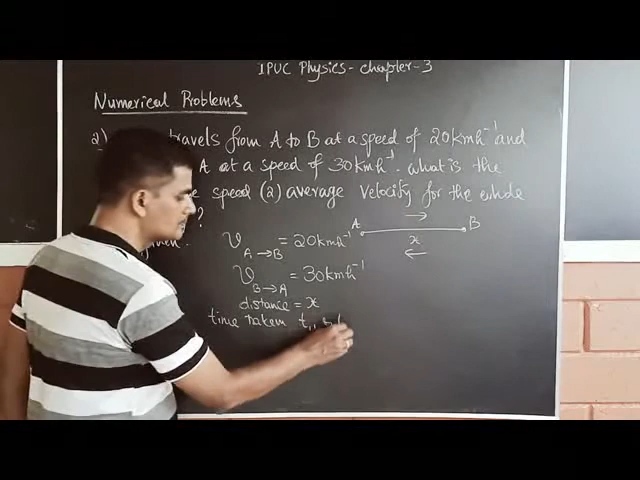 IPUC Physics - chapter-3
Numerical Problems
2) travels from A to B at a speed of 20kmh⁻¹ and
A at a speed of 30kmh⁻¹. what is the
speed (2) average velocity for the whole
?
A B
x
V A→B = 20kmh⁻¹
V B→A = 30kmh⁻¹
distance = x
time taken t₁,